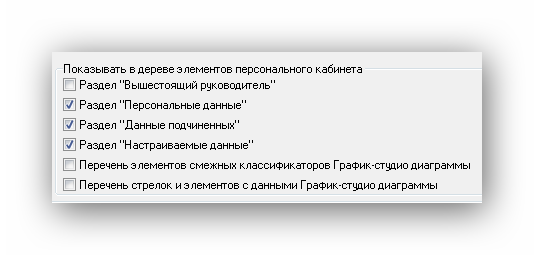 Показывать в дереве элементов персонального кабинета
Раздел "Вышестоящий руководитель"
Раздел "Персональные данные"
Раздел "Данные подчиненных"
Раздел "Настраиваемые данные"
Перечень элементов смежных классификаторов График-студио диаграммы
Перечень стрелок и элементов с данными График-студио диаграммы